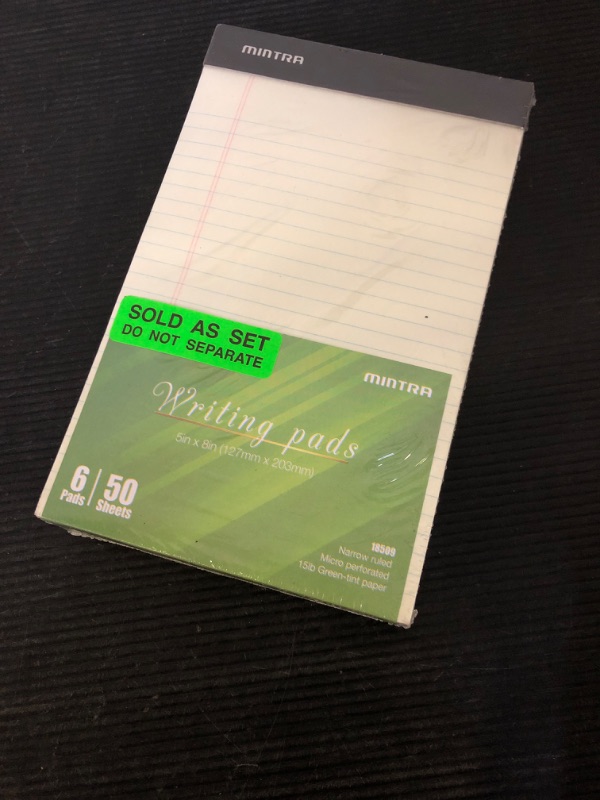 MINTRA
SOLD AS SET
DO NOT SEPARATE
MINTRA
Writing pads
5in x 8in (127mm x 203mm)
6 Pads | 50 Sheets
18509
Narrow ruled
Micro perforated
15lb Green-tint paper